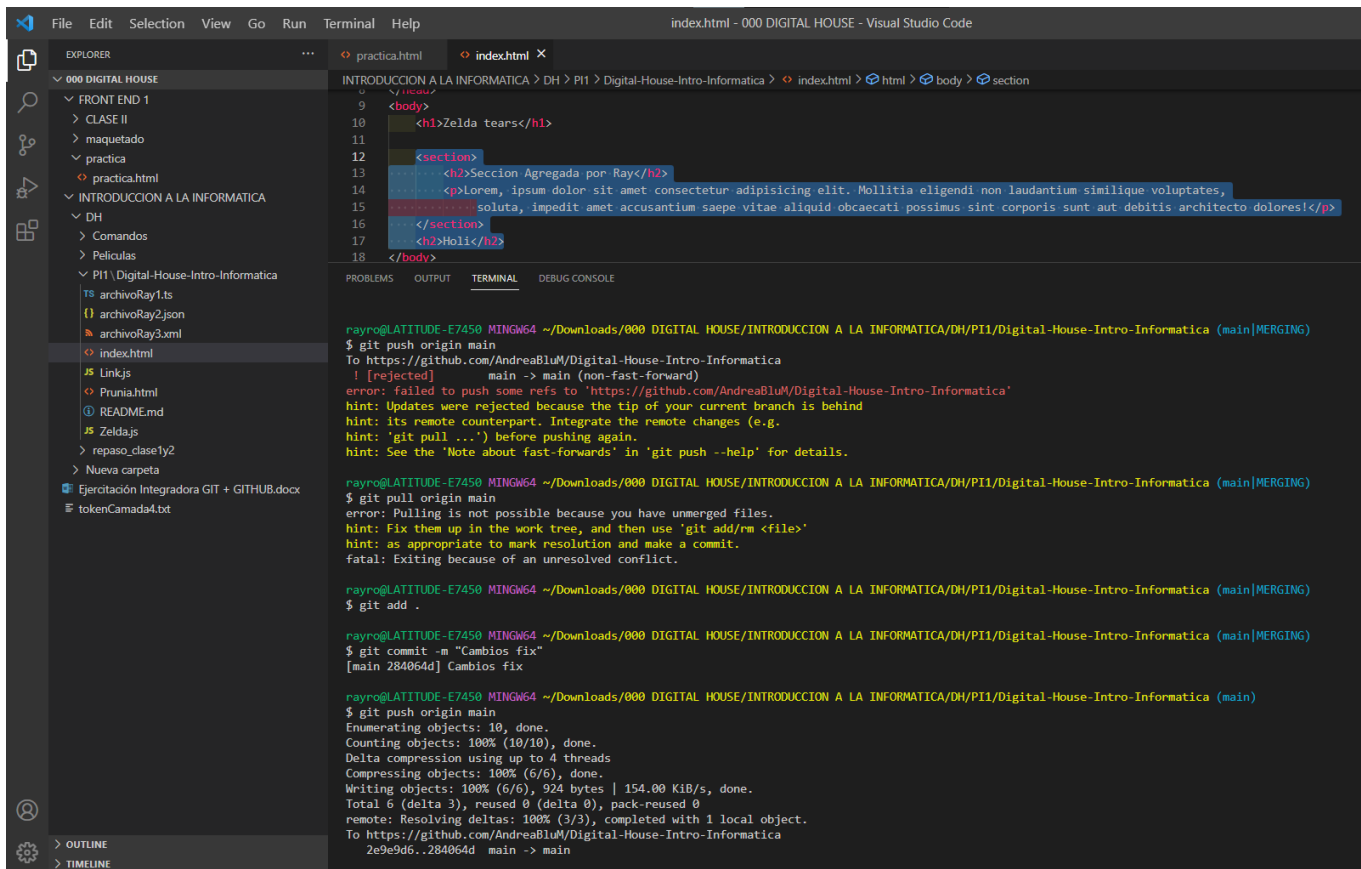 File Edit Selection View Go Run Terminal Help
index.html - 000 DIGITAL HOUSE - Visual Studio Code
EXPLORER
000 DIGITAL HOUSE
FRONT END 1
CLASE II
maquetado
practica
practica.html
INTRODUCCION A LA INFORMATICA
DH
Comandos
Peliculas
PI1\Digital-House-Intro-Informatica
TS archivoRay1.ts
{} archivoRay2.json
archivoRay3.xml
<> index.html
JS Link.js
<> Prunia.html
README.md
JS Zelda.js
repaso_clase1y2
Nueva carpeta
Ejercitación Integradora GIT + GITHUB.docx
tokenCamada4.txt
OUTLINE
TIMELINE
<> practica.html <> index.html
INTRODUCCION A LA INFORMATICA > DH > PI1 > Digital-House-Intro-Informatica > <> index.html > html > body > section
8 </head>
9 <body>
10 <h1>Zelda tears</h1>
11
12 <section>
13 <h2>Seccion Agregada por Ray</h2>
14 <p>Lorem, ipsum dolor sit amet consectetur adipisicing elit. Mollitia eligendi non laudantium similique voluptates,
15 soluta, impedit amet accusantium saepe vitae aliquid obcaecati possimus sint corporis sunt aut debitis architecto dolores!</p>
16 </section>
17 <h2>Holi</h2>
18 </body>
PROBLEMS OUTPUT TERMINAL DEBUG CONSOLE
rayro@LATITUDE-E7450 MINGW64 ~/Downloads/000 DIGITAL HOUSE/INTRODUCCION A LA INFORMATICA/DH/PI1/Digital-House-Intro-Informatica (main|MERGING)
$ git push origin main
To https://github.com/AndreaBluM/Digital-House-Intro-Informatica
! [rejected] main -> main (non-fast-forward)
error: failed to push some refs to 'https://github.com/AndreaBluM/Digital-House-Intro-Informatica'
hint: Updates were rejected because the tip of your current branch is behind
hint: its remote counterpart. Integrate the remote changes (e.g.
hint: 'git pull ...') before pushing again.
hint: See the 'Note about fast-forwards' in 'git push --help' for details.
rayro@LATITUDE-E7450 MINGW64 ~/Downloads/000 DIGITAL HOUSE/INTRODUCCION A LA INFORMATICA/DH/PI1/Digital-House-Intro-Informatica (main|MERGING)
$ git pull origin main
error: Pulling is not possible because you have unmerged files.
hint: Fix them up in the work tree, and then use 'git add/rm <file>'
hint: as appropriate to mark resolution and make a commit.
fatal: Exiting because of an unresolved conflict.
rayro@LATITUDE-E7450 MINGW64 ~/Downloads/000 DIGITAL HOUSE/INTRODUCCION A LA INFORMATICA/DH/PI1/Digital-House-Intro-Informatica (main|MERGING)
$ git add .
rayro@LATITUDE-E7450 MINGW64 ~/Downloads/000 DIGITAL HOUSE/INTRODUCCION A LA INFORMATICA/DH/PI1/Digital-House-Intro-Informatica (main|MERGING)
$ git commit -m "Cambios fix"
[main 284064d] Cambios fix
rayro@LATITUDE-E7450 MINGW64 ~/Downloads/000 DIGITAL HOUSE/INTRODUCCION A LA INFORMATICA/DH/PI1/Digital-House-Intro-Informatica (main)
$ git push origin main
Enumerating objects: 10, done.
Counting objects: 100% (10/10), done.
Delta compression using up to 4 threads
Compressing objects: 100% (6/6), done.
Writing objects: 100% (6/6), 924 bytes | 154.00 KiB/s, done.
Total 6 (delta 3), reused 0 (delta 0), pack-reused 0
remote: Resolving deltas: 100% (3/3), completed with 1 local object.
To https://github.com/AndreaBluM/Digital-House-Intro-Informatica
2e9e9d6..284064d main -> main